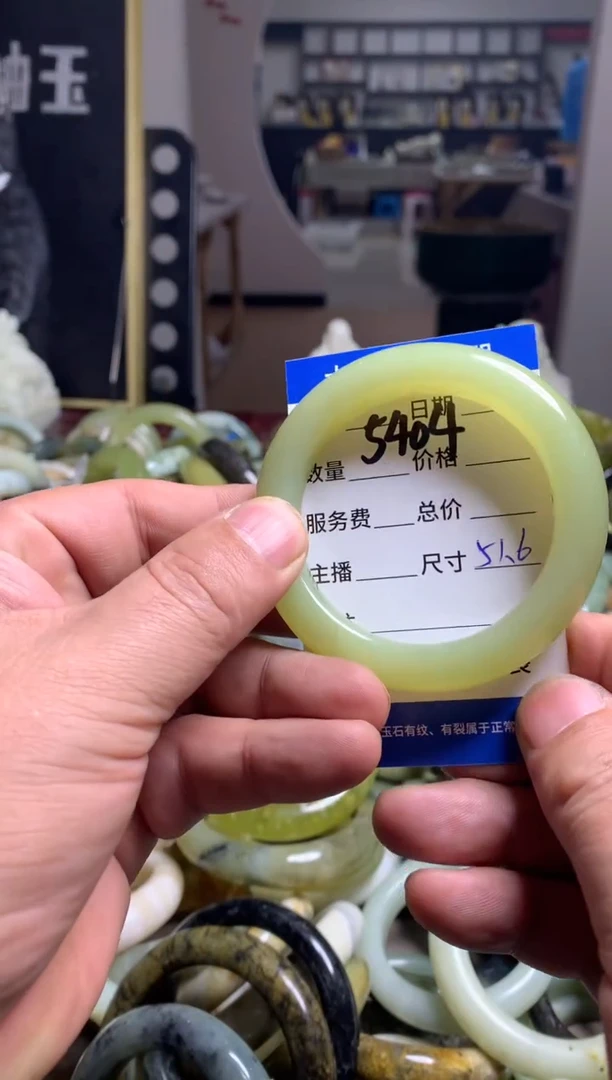 岫玉
日期
5404
数量 价格
服务费 总价
主播 尺寸 51.6
玉石有纹、有裂属于正常